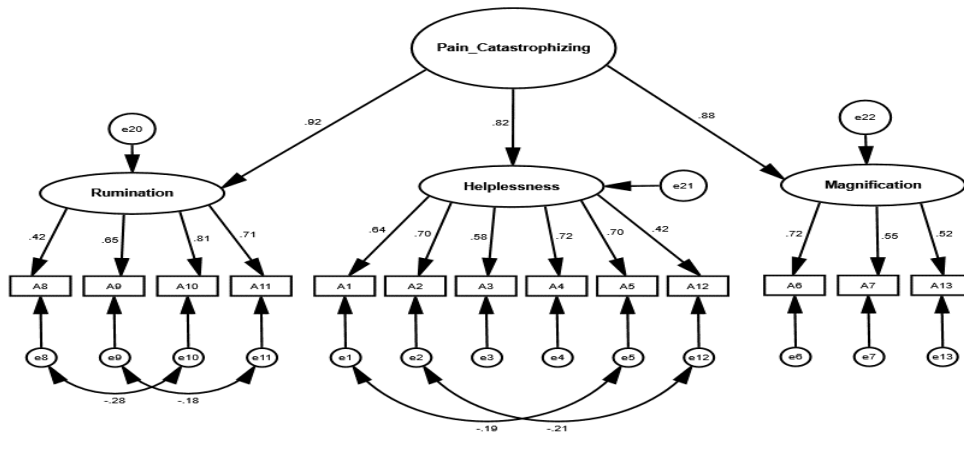 Pain_Catastrophizing
.92
.82
.88
e20
e22
Rumination
Helplessness
e21
Magnification
.42
.65
.81
.71
.64
.70
.58
.72
.70
.42
.72
.55
.52
A8
A9
A10
A11
A1
A2
A3
A4
A5
A12
A6
A7
A13
e8
e9
e10
e11
e1
e2
e3
e4
e5
e12
e6
e7
e13
-.28
-.18
-.19
-.21